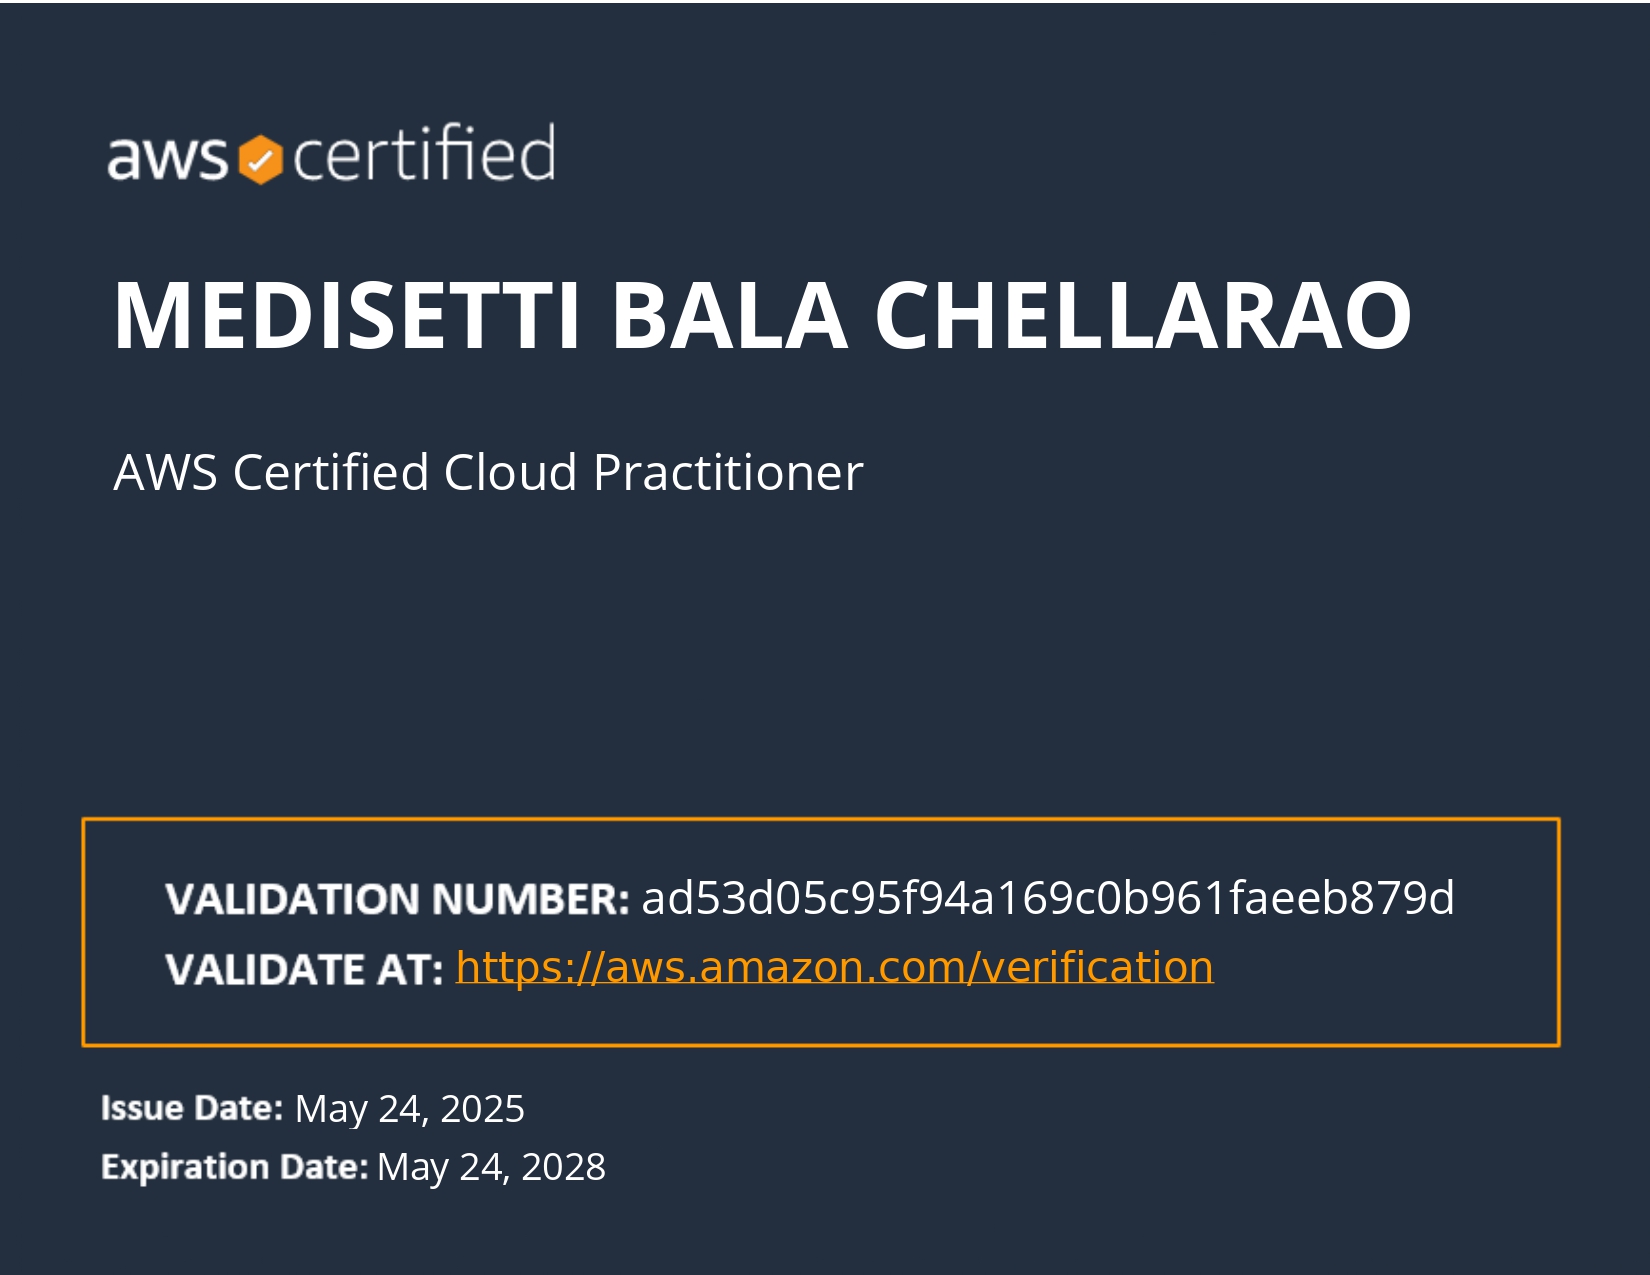 aws certified
MEDISETTI BALA CHELLARAO
AWS Certified Cloud Practitioner
VALIDATION NUMBER: ad53d05c95f94a169c0b961faeeb879d
VALIDATE AT: https://aws.amazon.com/verification
Issue Date: May 24, 2025
Expiration Date: May 24, 2028